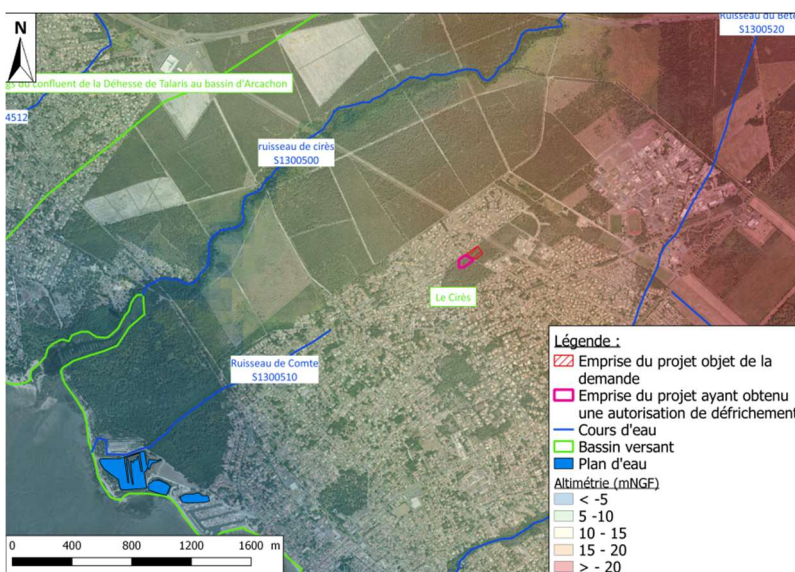 N
Ruisseau du Bete
S1300520
gs du confluent de la Déhesse de Talaris au bassin d'Arcachon
4512
ruisseau de cirès
S1300500
Le Cirès
Ruisseau de Comte
S1300510
Légende :
Emprise du projet objet de la
demande
Emprise du projet ayant obtenu
une autorisation de défrichement
Cours d'eau
Bassin versant
Plan d'eau
Altimétrie (mNGF)
< -5
5 -10
10 - 15
15 - 20
> - 20
0 400 800 1200 1600 m